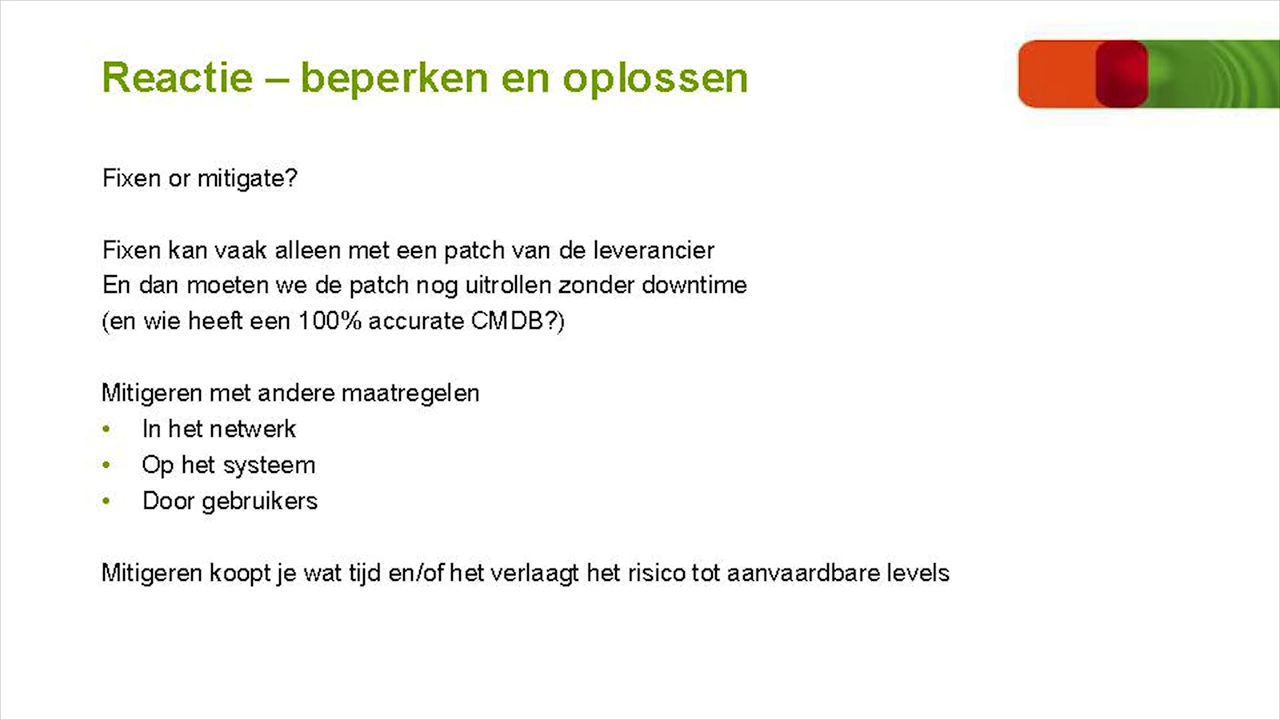 Reactie – beperken en oplossen
Fixen or mitigate?
Fixen kan vaak alleen met een patch van de leverancier
En dan moeten we de patch nog uitrollen zonder downtime
(en wie heeft een 100% accurate CMDB?)
Mitigeren met andere maatregelen
• In het netwerk
• Op het systeem
• Door gebruikers
Mitigeren koopt je wat tijd en/of het verlaagt het risico tot aanvaardbare levels